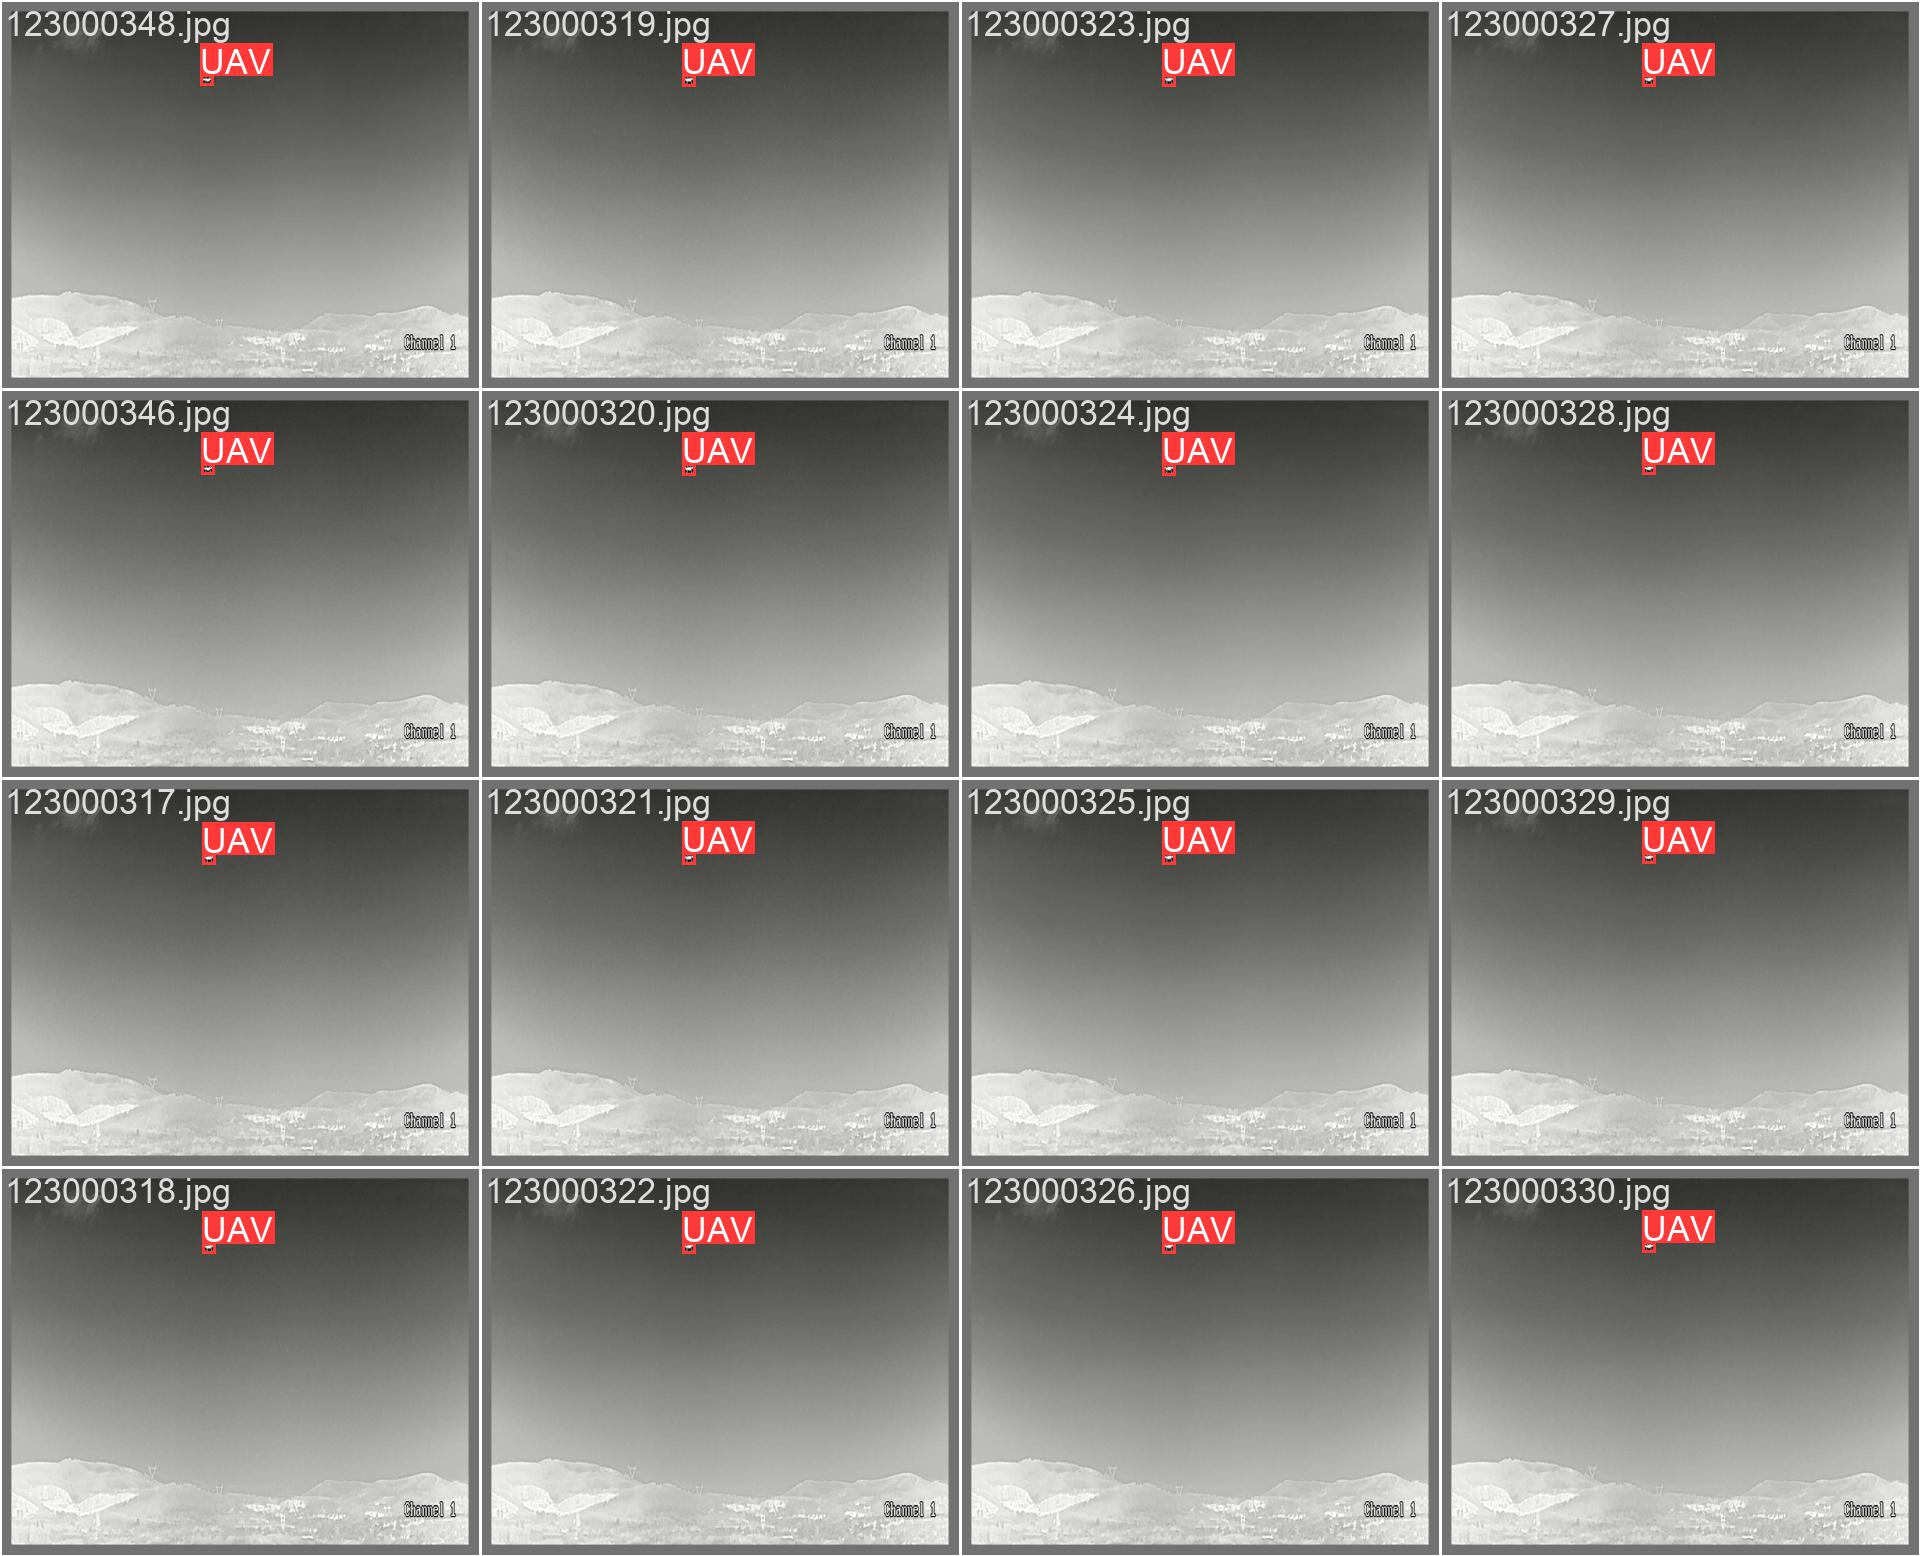 123000348.jpg 123000319.jpg 123000323.jpg 123000327.jpg
UAV UAV UAV UAV
Channel 1 Channel 1 Channel 1 Channel 1
123000346.jpg 123000320.jpg 123000324.jpg 123000328.jpg
UAV UAV UAV UAV
Channel 1 Channel 1 Channel 1 Channel 1
123000317.jpg 123000321.jpg 123000325.jpg 123000329.jpg
UAV UAV UAV UAV
Channel 1 Channel 1 Channel 1 Channel 1
123000318.jpg 123000322.jpg 123000326.jpg 123000330.jpg
UAV UAV UAV UAV
Channel 1 Channel 1 Channel 1 Channel 1